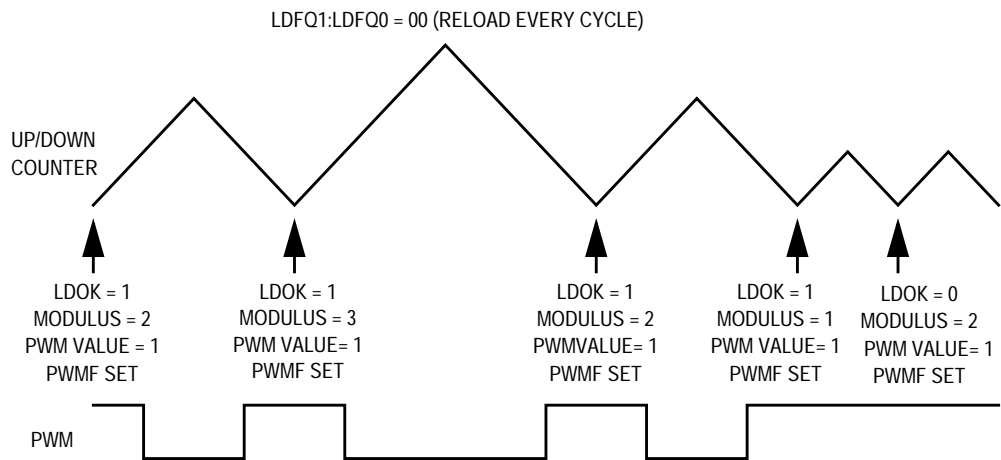 LDFQ1:LDFQ0 = 00 (RELOAD EVERY CYCLE)
UP/DOWN
COUNTER
LDOK = 1
MODULUS = 2
PWM VALUE = 1
PWMF SET
LDOK = 1
MODULUS = 3
PWM VALUE= 1
PWMF SET
LDOK = 1
MODULUS = 2
PWMVALUE= 1
PWMF SET
LDOK = 1
MODULUS = 1
PWM VALUE= 1
PWMF SET
LDOK = 0
MODULUS = 2
PWM VALUE= 1
PWMF SET
PWM